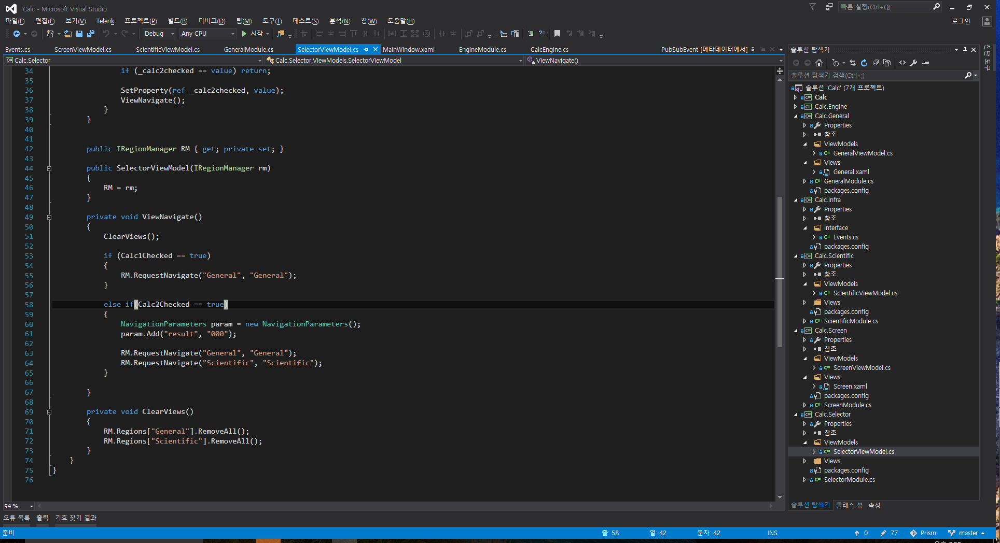 Calc - Microsoft Visual Studio
빠른 실행(Ctrl+Q)
파일(F) 편집(E) 보기(V) Telerik 프로젝트(P) 빌드(B) 디버그(D) 팀(M) 도구(T) 테스트(S) 분석(N) 창(W) 도움말(H)
로그인
Debug Any CPU 시작
Events.cs ScreenViewModel.cs ScientificViewModel.cs GeneralModule.cs SelectorViewModel.cs MainWindow.xaml EngineModule.cs CalcEngine.cs PubSubEvent [메타데이터에서]
Calc.Selector Calc.Selector.ViewModels.SelectorViewModel ViewNavigate()
34 if (_calc2checked == value) return;
35
36 SetProperty(ref _calc2checked, value);
37 ViewNavigate();
38 }
39 }
40
41
42 public IRegionManager RM { get; private set; }
43
44 public SelectorViewModel(IRegionManager rm)
45 {
46 RM = rm;
47 }
48
49 private void ViewNavigate()
50 {
51 ClearViews();
52
53 if (Calc1Checked == true)
54 {
55 RM.RequestNavigate("General", "General");
56 }
57
58 else if(Calc2Checked == true)
59 {
60 NavigationParameters param = new NavigationParameters();
61 param.Add("result", "000");
62
63 RM.RequestNavigate("General", "General");
64 RM.RequestNavigate("Scientific", "Scientific");
65 }
66
67 }
68
69 private void ClearViews()
70 {
71 RM.Regions["General"].RemoveAll();
72 RM.Regions["Scientific"].RemoveAll();
73 }
74 }
75 }
76
94 %
오류 목록 출력 기호 찾기 결과
솔루션 탐색기
진단 도구
솔루션 탐색기 검색(Ctrl+;)
솔루션 'Calc' (7개 프로젝트)
Calc
Calc.Engine
Calc.General
Properties
참조
ViewModels
GeneralViewModel.cs
Views
General.xaml
GeneralModule.cs
packages.config
Calc.Infra
Properties
참조
Interface
Events.cs
packages.config
Calc.Scientific
Properties
참조
ViewModels
ScientificViewModel.cs
Views
packages.config
ScientificModule.cs
Calc.Screen
Properties
참조
ViewModels
ScreenViewModel.cs
Views
Screen.xaml
packages.config
ScreenModule.cs
Calc.Selector
Properties
참조
ViewModels
SelectorViewModel.cs
Views
packages.config
SelectorModule.cs
솔루션 탐색기 클래스 뷰 속성
준비 줄: 58 열: 42 문자: 42 INS 0 77 Prism master